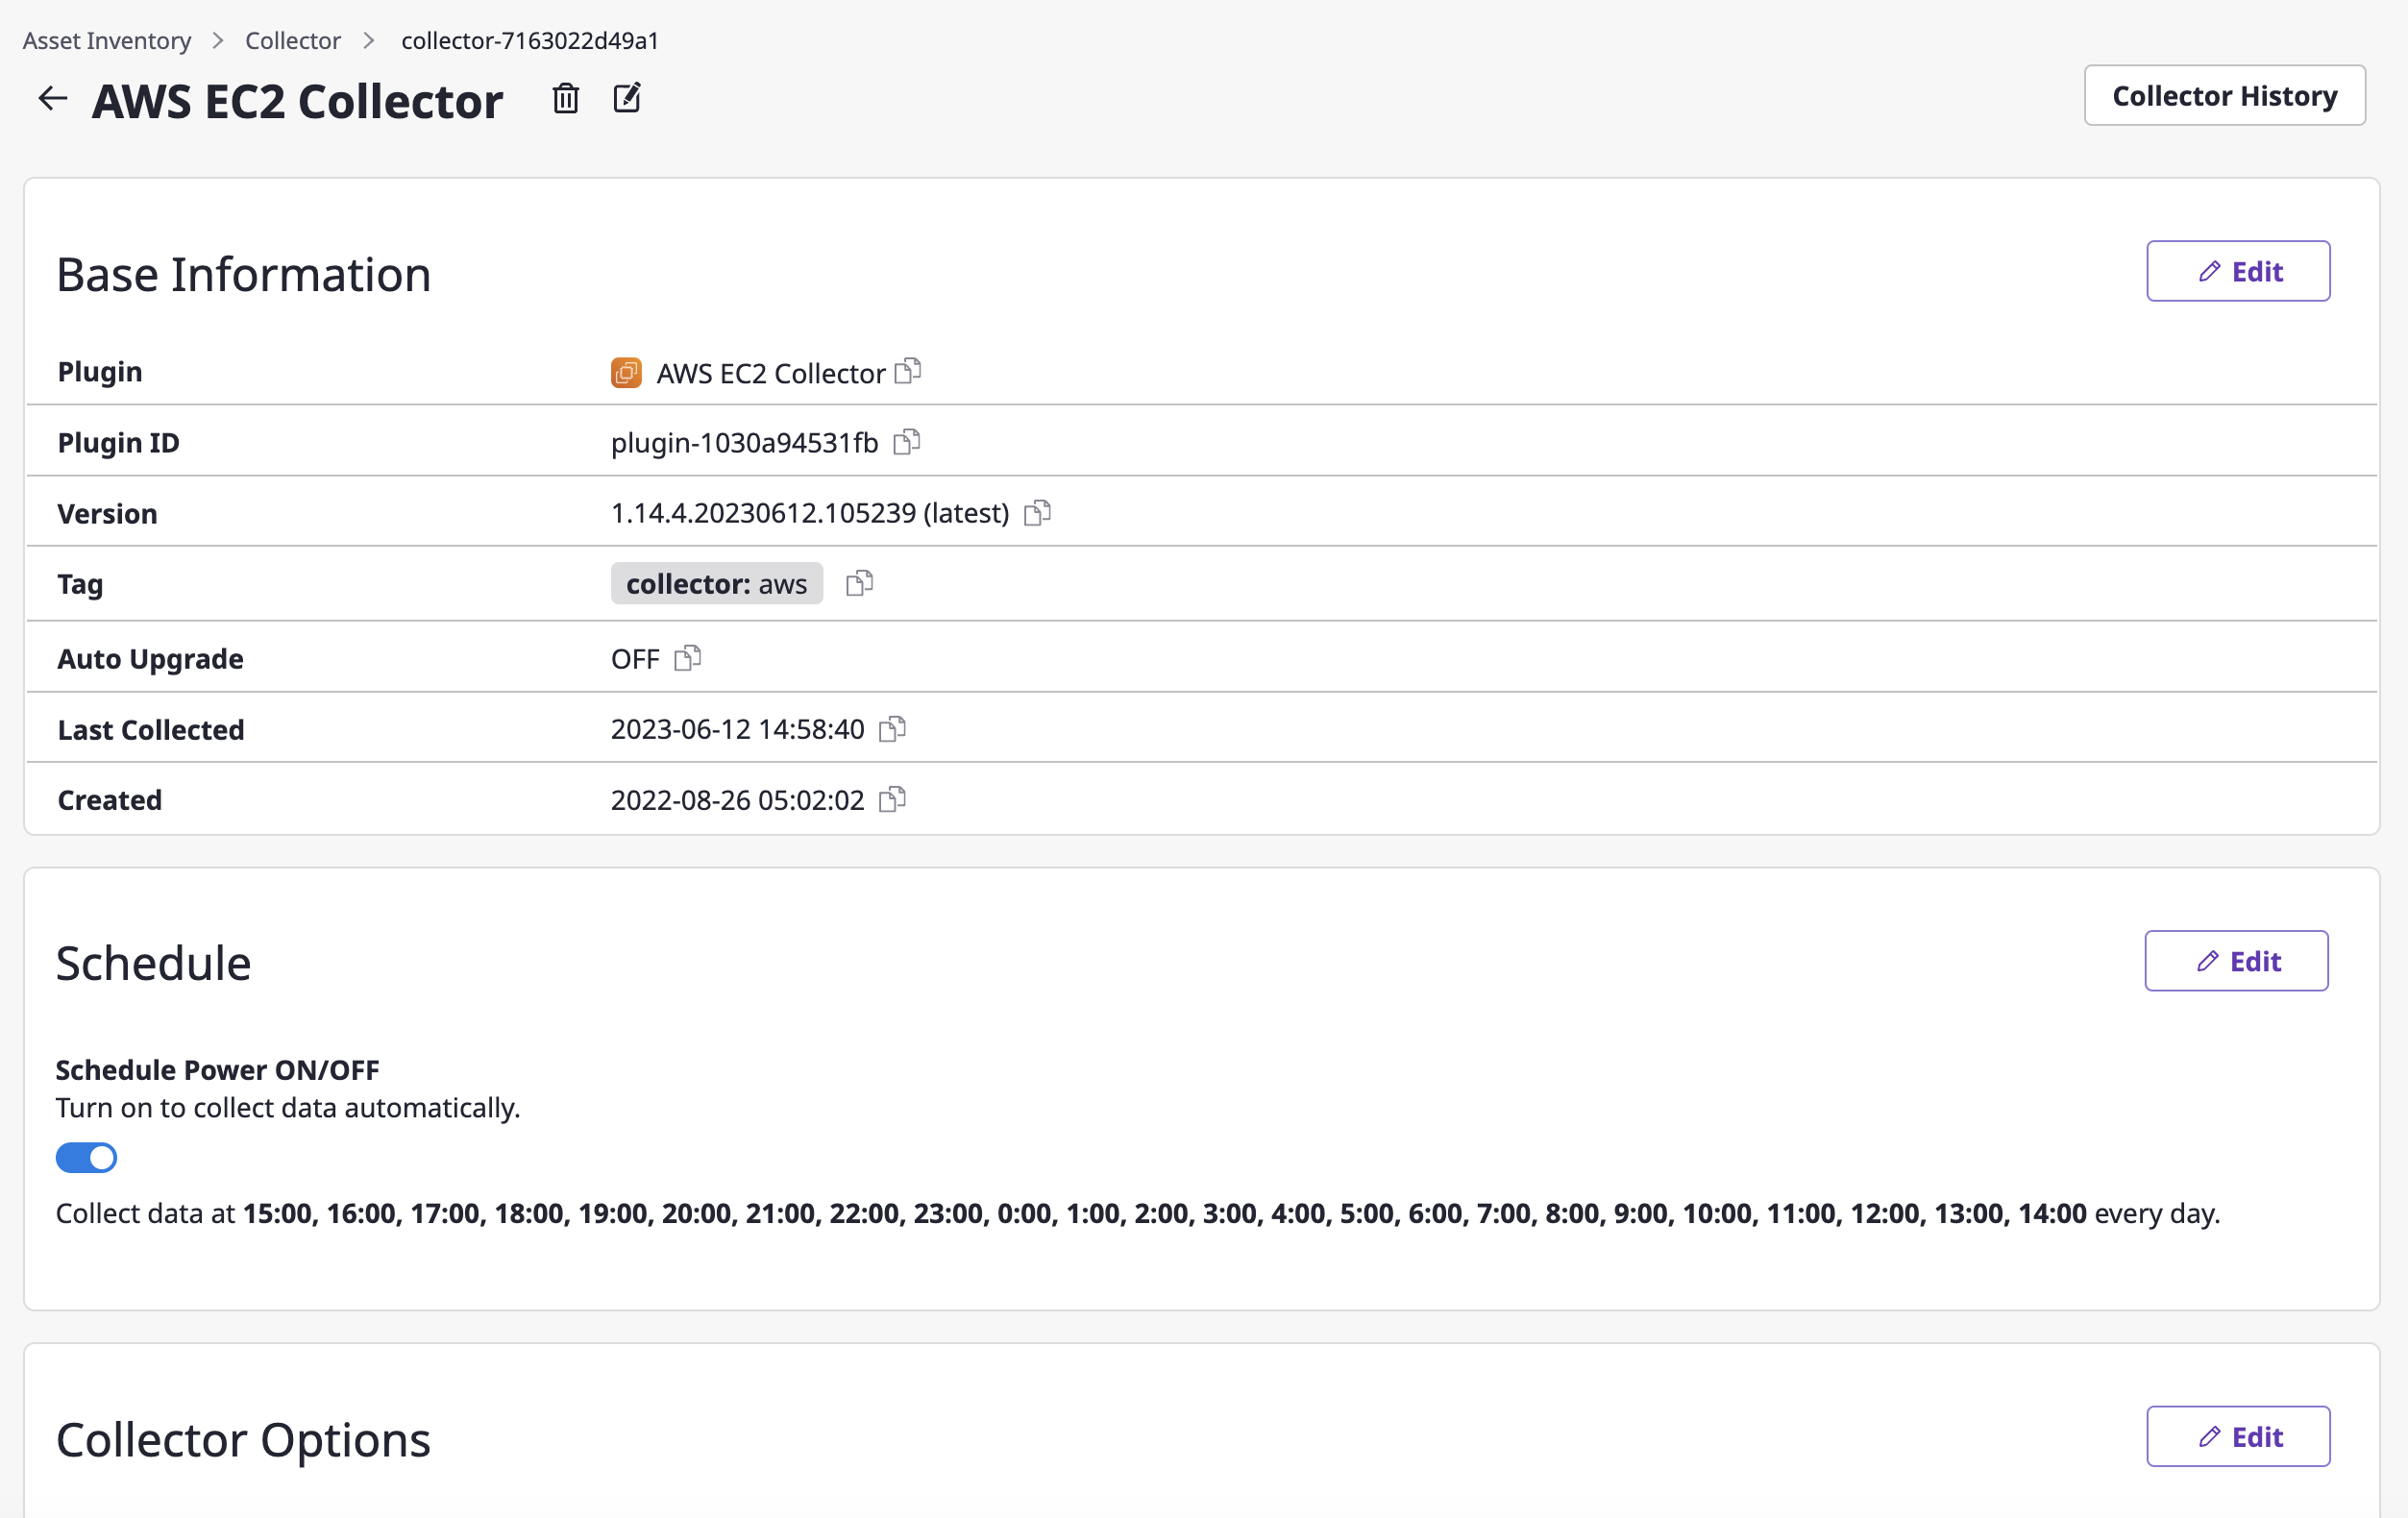 Asset Inventory > Collector > collector-7163022d49a1
AWS EC2 Collector
Collector History
Base Information
Edit
Plugin AWS EC2 Collector
Plugin ID plugin-1030a94531fb
Version 1.14.4.20230612.105239 (latest)
Tag collector: aws
Auto Upgrade OFF
Last Collected 2023-06-12 14:58:40
Created 2022-08-26 05:02:02
Schedule
Edit
Schedule Power ON/OFF
Turn on to collect data automatically.
Collect data at 15:00, 16:00, 17:00, 18:00, 19:00, 20:00, 21:00, 22:00, 23:00, 0:00, 1:00, 2:00, 3:00, 4:00, 5:00, 6:00, 7:00, 8:00, 9:00, 10:00, 11:00, 12:00, 13:00, 14:00 every day.
Collector Options
Edit